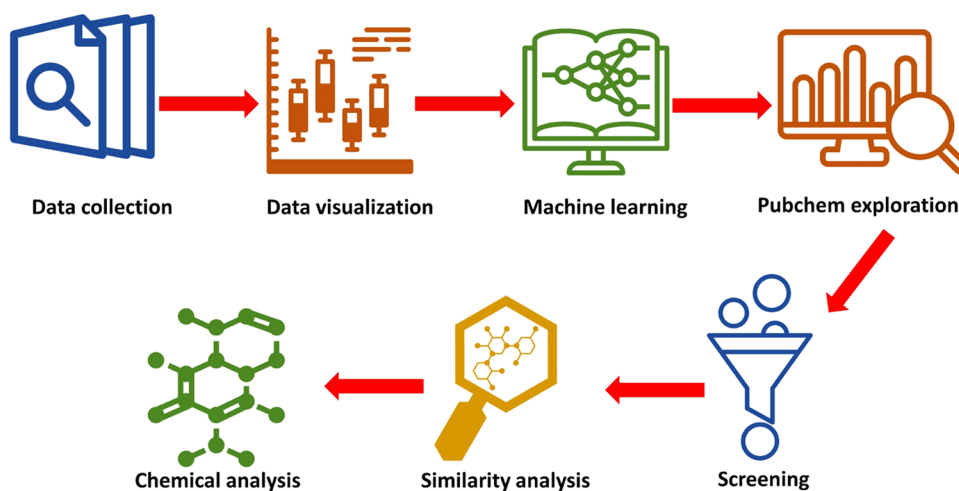 Data collection
Data visualization
Machine learning
Pubchem exploration
Chemical analysis
Similarity analysis
Screening